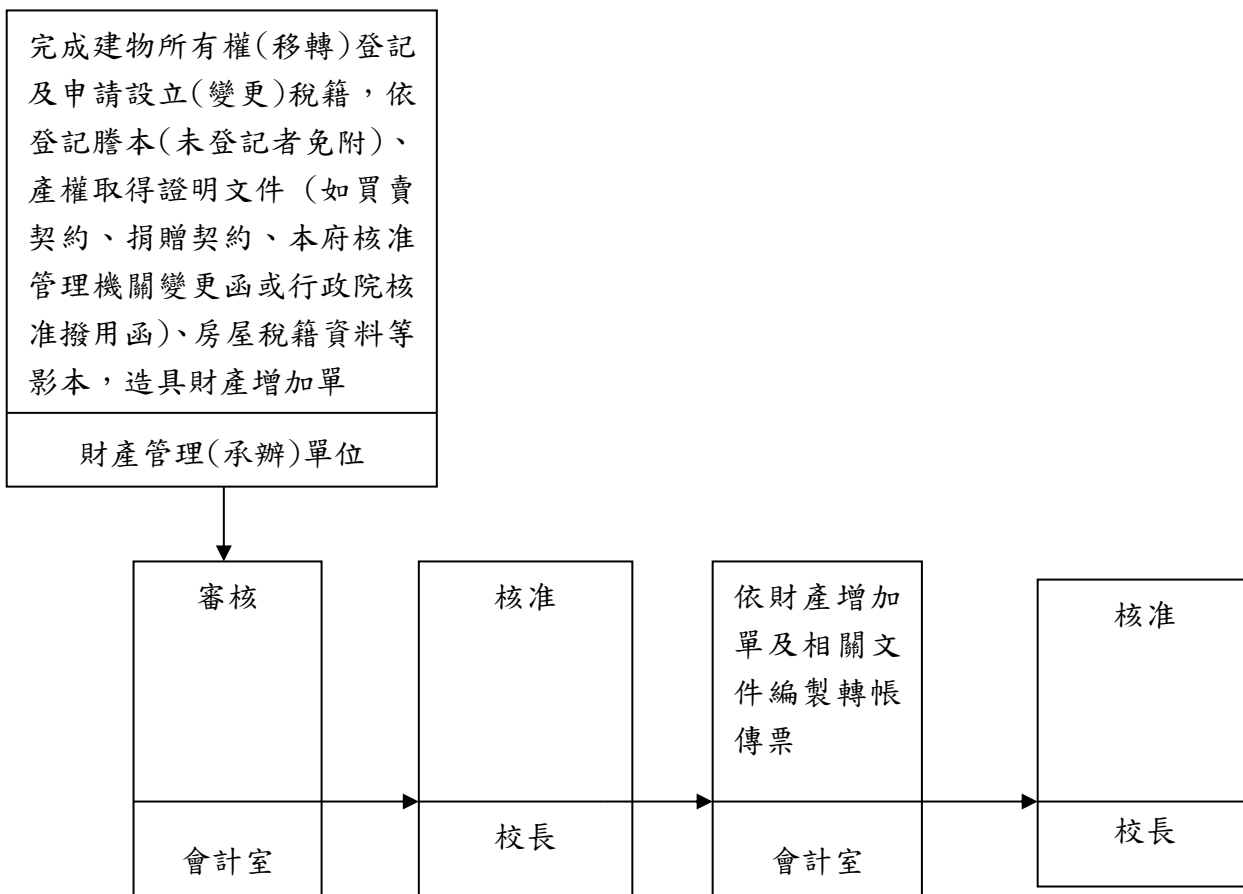 完成建物所有權(移轉)登記
及申請設立(變更)稅籍，依
登記謄本(未登記者免附)、
產權取得證明文件（如買賣
契約、捐贈契約、本府核准
管理機關變更函或行政院核
准撥用函)、房屋稅籍資料等
影本，造具財產增加單
財產管理(承辦)單位
審核
會計室
核准
校長
依財產增加
單及相關文
件編製轉帳
傳票
會計室
核准
校長